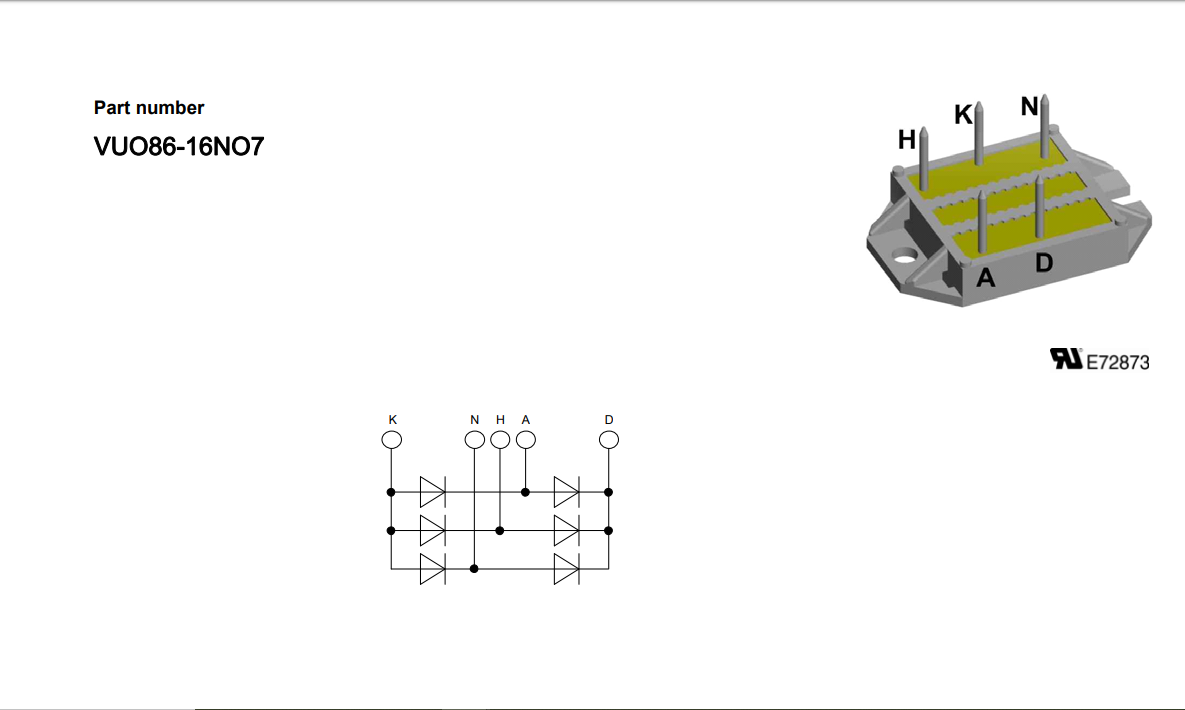 Part number
VUO86-16NO7
H K N
A D
E72873
K N H A D